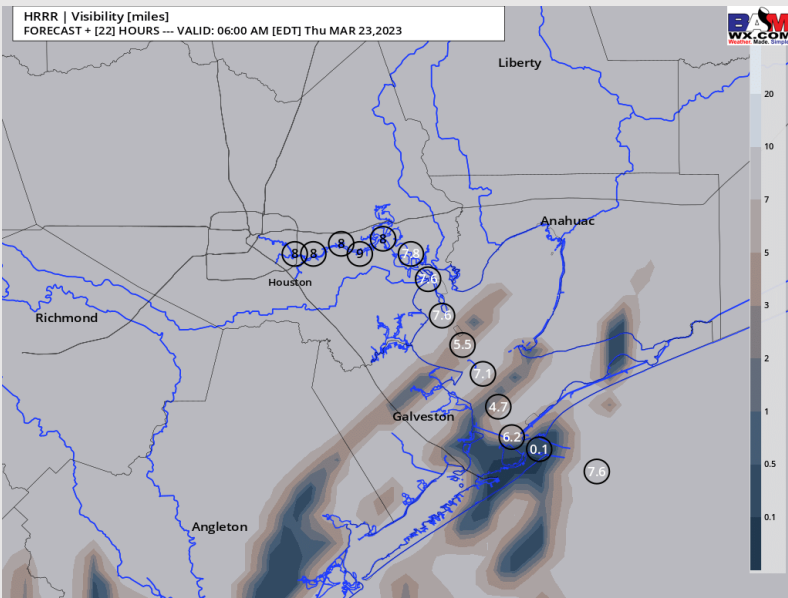 HRRR | Visibility [miles]
FORECAST + [22] HOURS --- VALID: 06:00 AM [EDT] Thu MAR 23,2023
BAM
WX.COM
Weather. Made. Simple
Liberty
20
10
7
Anahuac
8 8 8 9 8 7.8
5
7.6
Houston
3
Richmond
7.6
5.5
2
7.1
4.7
1
Galveston
6.2
0.1
0.5
7.6
0.1
Angleton